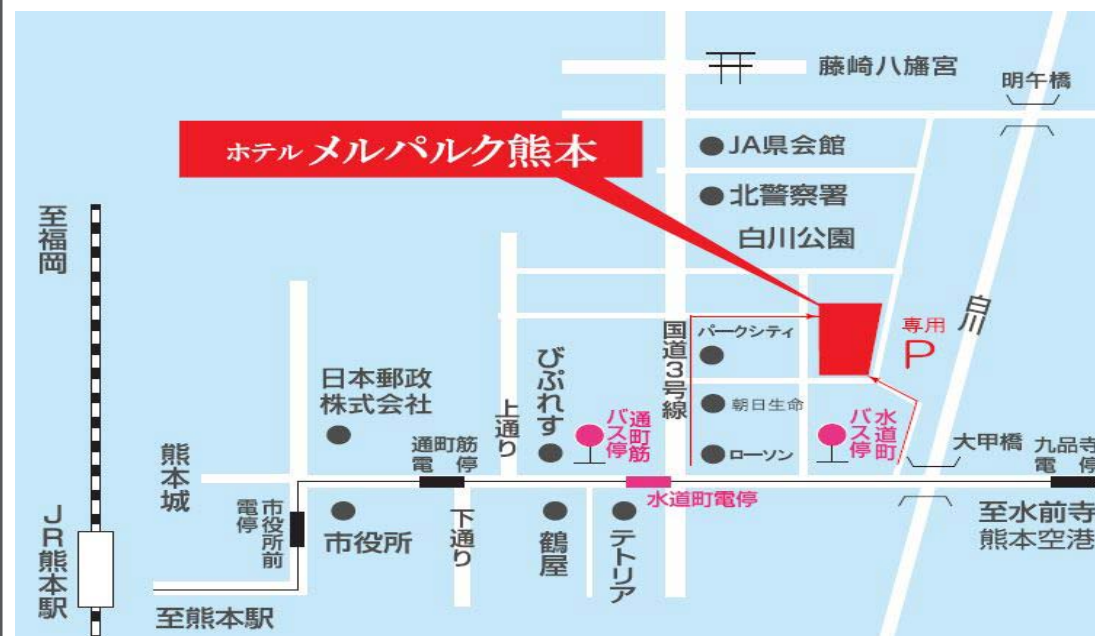 藤崎八旛宮
明午橋
ホテル メルパルク熊本
JA県会館
北警察署
白川公園
至福岡
白川
専用
P
国道3号線
パークシティ
朝日生命
ローソン
びぷれす
通町筋
バス停
水道町
バス停
日本郵政
株式会社
上通り
通町筋
電停
熊本城
市役所前
電停
市役所
下通り
鶴屋
テトリア
水道町電停
大甲橋
九品寺
電停
至水前寺
熊本空港
JR熊本駅
至熊本駅